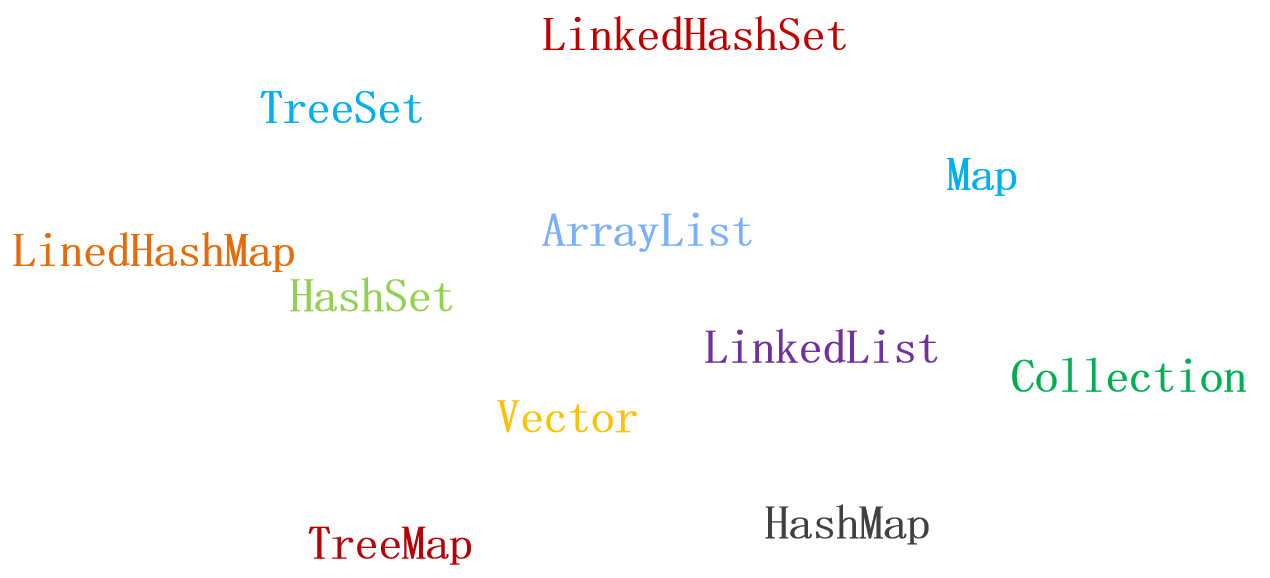 LinkedHashSet
TreeSet
Map
ArrayList
LinedHashMap
HashSet
LinkedList
Collection
Vector
HashMap
TreeMap